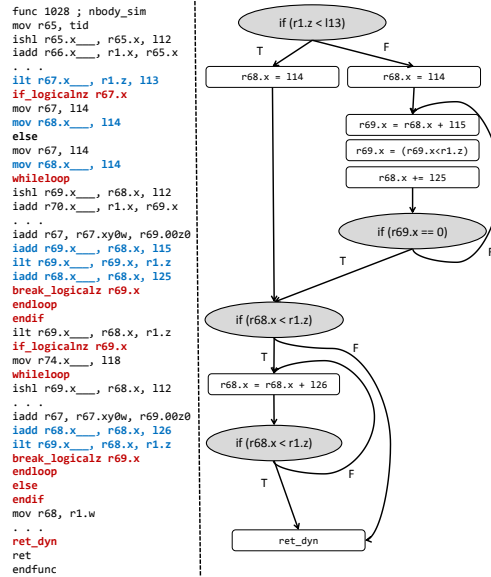 func 1028 ; nbody_sim
mov r65, tid
ishl r65.x___, r65.x, l12
iadd r66.x___, r1.x, r65.x
. . .
ilt r67.x___, r1.z, l13
if_logicalnz r67.x
mov r67, l14
mov r68.x___, l14
else
mov r67, l14
mov r68.x___, l14
whileloop
ishl r69.x___, r68.x, l12
iadd r70.x___, r1.x, r69.x
. . .
iadd r67, r67.xy0w, r69.00z0
iadd r69.x___, r68.x, l15
ilt r69.x___, r69.x, r1.z
iadd r68.x___, r68.x, l25
break_logicalz r69.x
endloop
endif
ilt r69.x___, r68.x, r1.z
if_logicalnz r69.x
mov r74.x___, l18
whileloop
ishl r69.x___, r68.x, l12
. . .
iadd r67, r67.xy0w, r69.00z0
iadd r68.x___, r68.x, l26
ilt r69.x___, r68.x, r1.z
break_logicalz r69.x
endloop
else
endif
mov r68, r1.w
. . .
ret_dyn
ret
endfunc
if (r1.z < l13)
T
F
r68.x = l14
r68.x = l14
r69.x = r68.x + l15
r69.x = (r69.x<r1.z)
r68.x += l25
if (r69.x == 0)
T
F
if (r68.x < r1.z)
T
F
r68.x = r68.x + l26
if (r68.x < r1.z)
T
F
ret_dyn